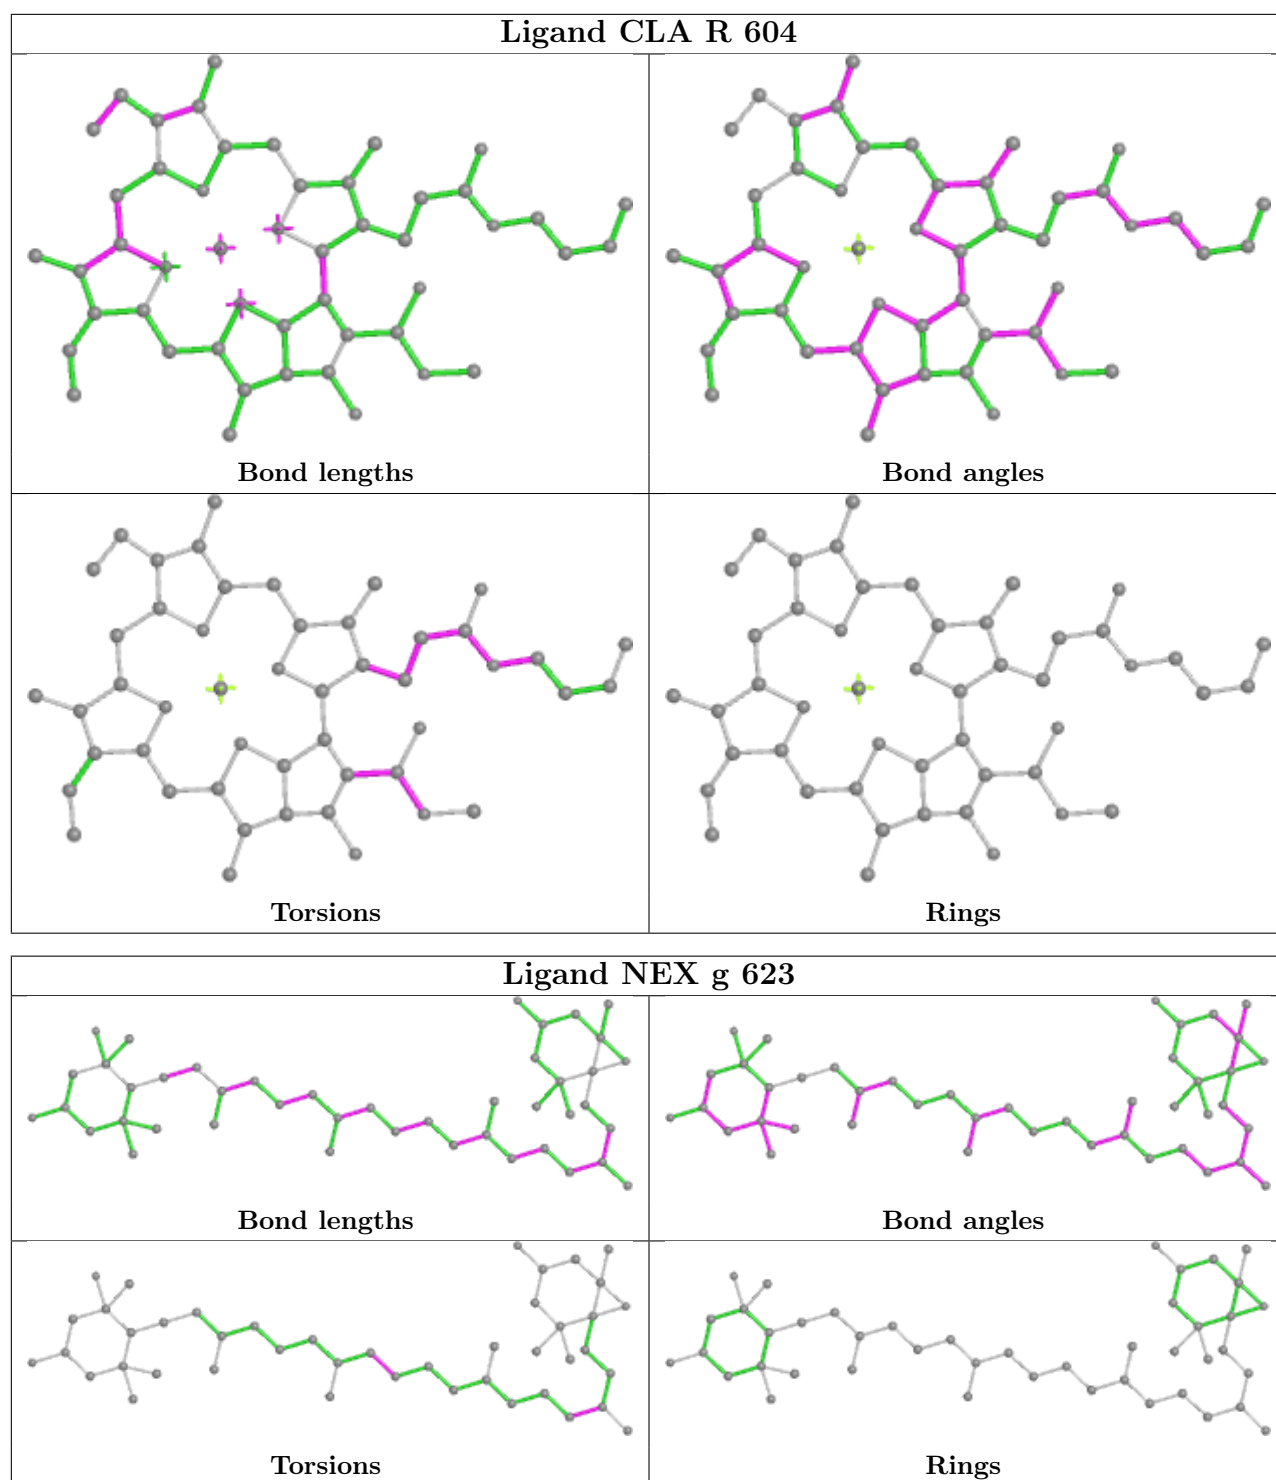 Ligand CLA R 604
Bond lengths
Bond angles
Torsions
Rings
Ligand NEX g 623
Bond lengths
Bond angles
Torsions
Rings